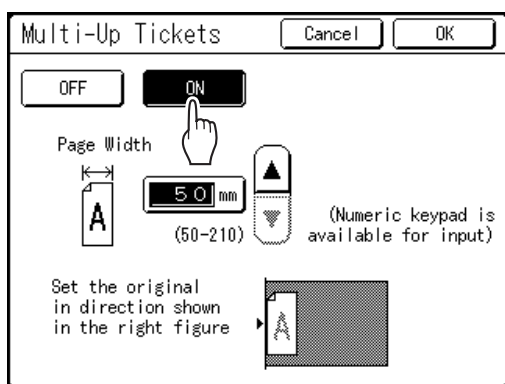 Multi-Up Tickets
Cancel
OK
OFF
ON
Page Width
A
50 mm
(50-210)
(Numeric keypad is
available for input)
Set the original
in direction shown
in the right figure
A